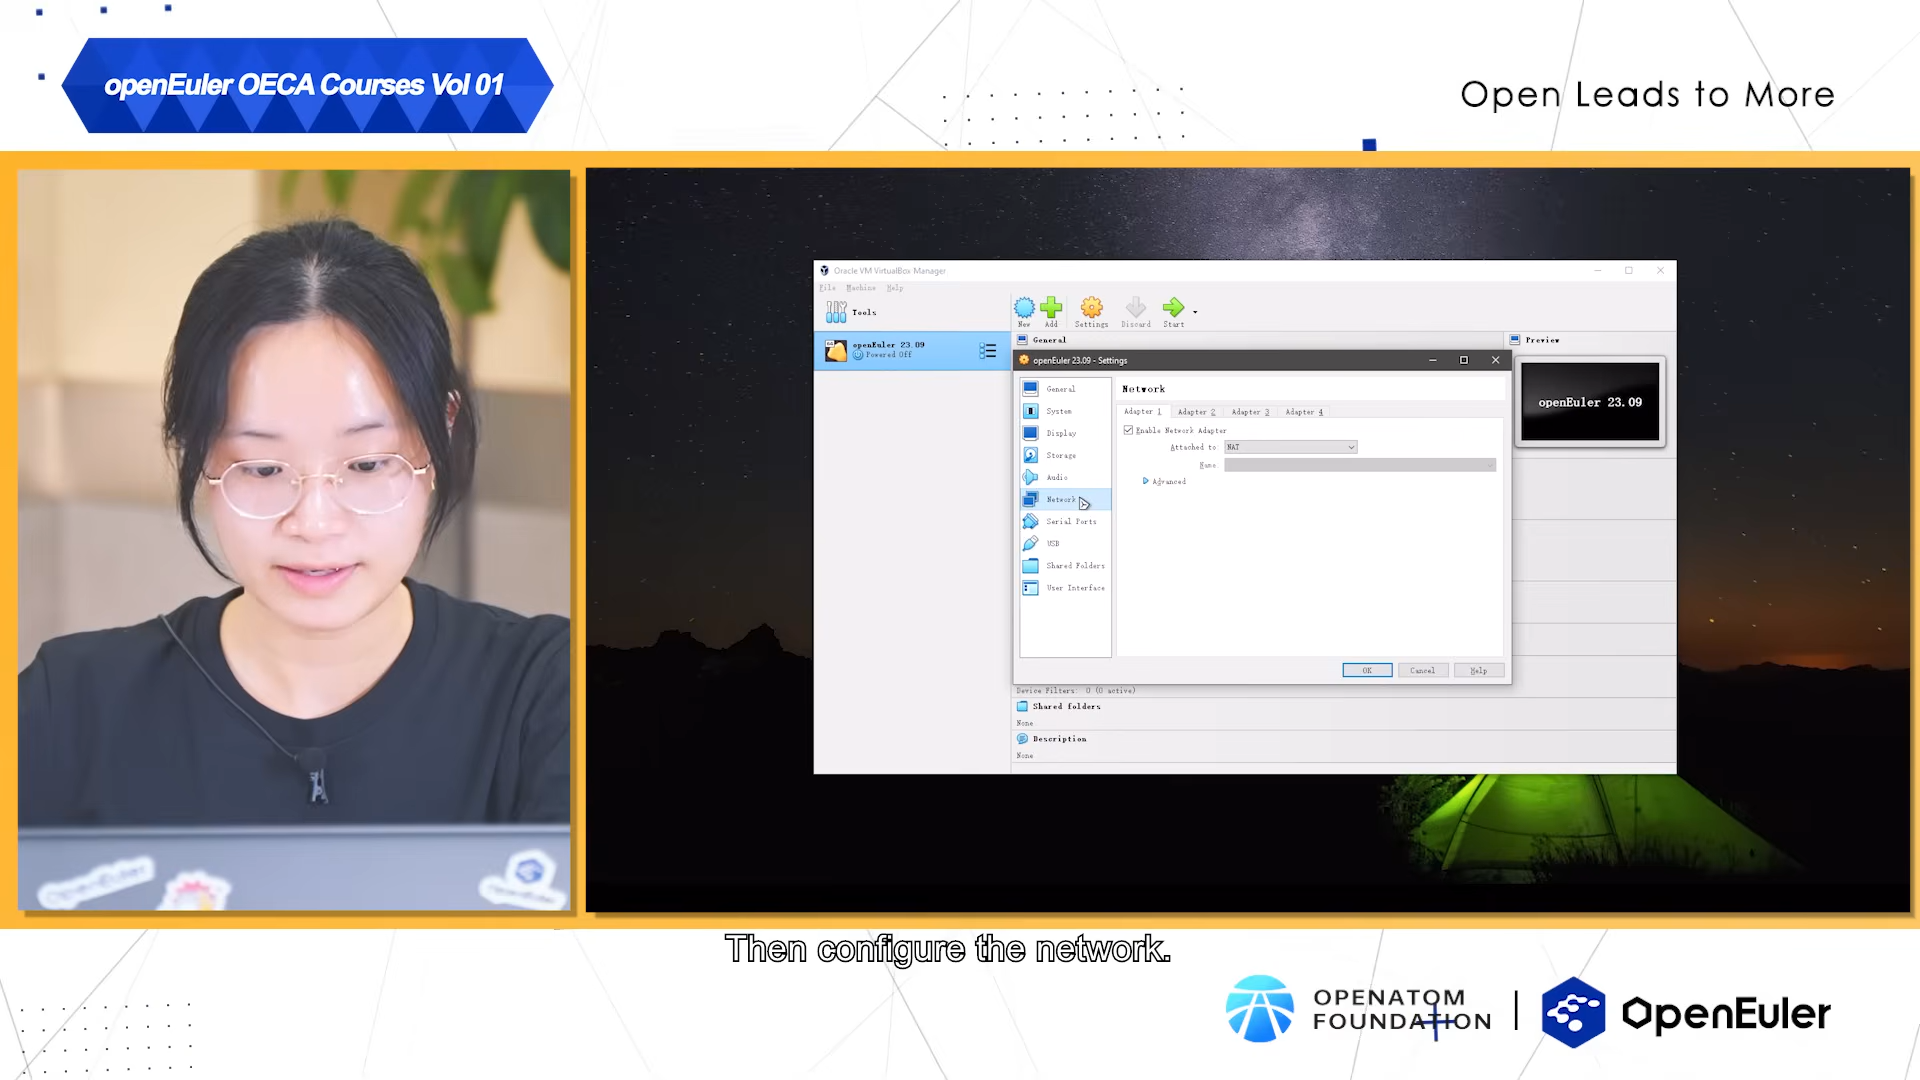 openEuler OECA Courses Vol 01
Open Leads to More
Oracle VM VirtualBox Manager
File Machine Help
Tools
New Add Settings Discard Start
openEuler 23.09
Powered Off
General
Preview
openEuler 23.09 - Settings
General
System
Display
Storage
Audio
Network
Serial Ports
USB
Shared Folders
User Interface
Network
Adapter 1 Adapter 2 Adapter 3 Adapter 4
Enable Network Adapter
Attached to: NAT
Name:
Advanced
OK Cancel Help
openEuler 23.09
Device Filters: 0 (0 active)
Shared folders
None
Description
None
OpenEuler
Then configure the network.
OPENATOM
FOUNDATION
OpenEuler